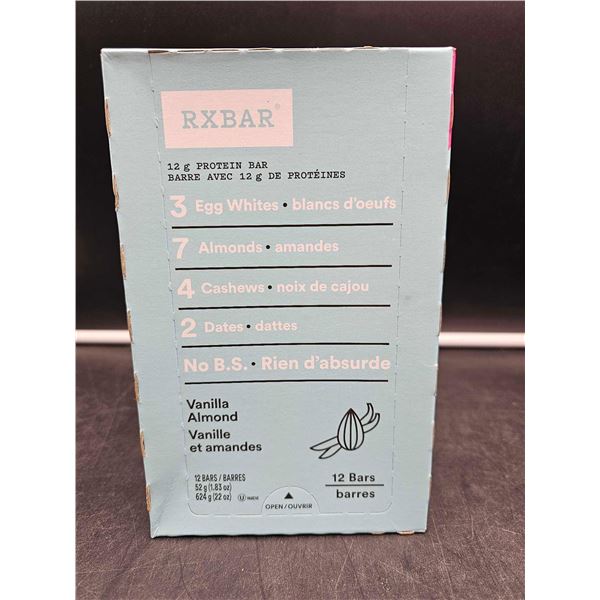 RXBAR®
12 g PROTEIN BAR
BARRE AVEC 12 g DE PROTÉINES
3 Egg Whites • blancs d'oeufs
7 Almonds • amandes
4 Cashews • noix de cajou
2 Dates • dattes
No B.S. • Rien d'absurde
Vanilla
Almond
Vanille
et amandes
12 BARS / BARRES
52 g (1.83 oz)
624 g (22 oz)
U PAREVE
OPEN / OUVRIR
12 Bars
barres